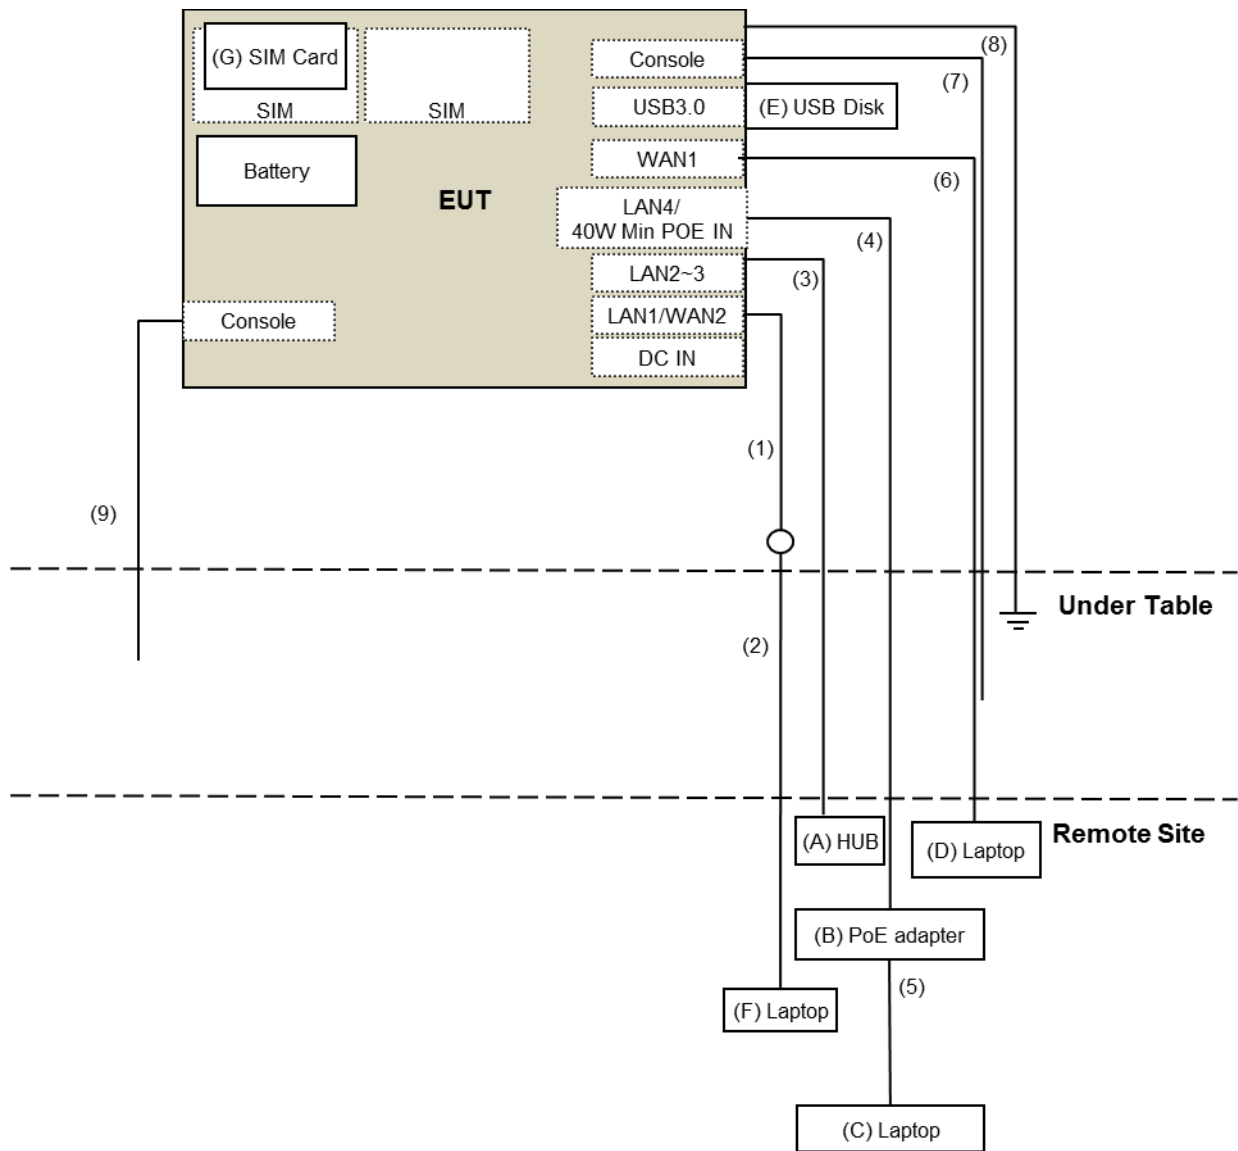 (G) SIM Card
SIM
SIM
Battery
EUT
Console
USB3.0
(E) USB Disk
WAN1
LAN4/
40W Min POE IN
LAN2~3
LAN1/WAN2
DC IN
Console
(8)
(7)
(6)
(4)
(3)
(1)
(9)
Under Table
(2)
Remote Site
(A) HUB
(D) Laptop
(B) PoE adapter
(5)
(F) Laptop
(C) Laptop